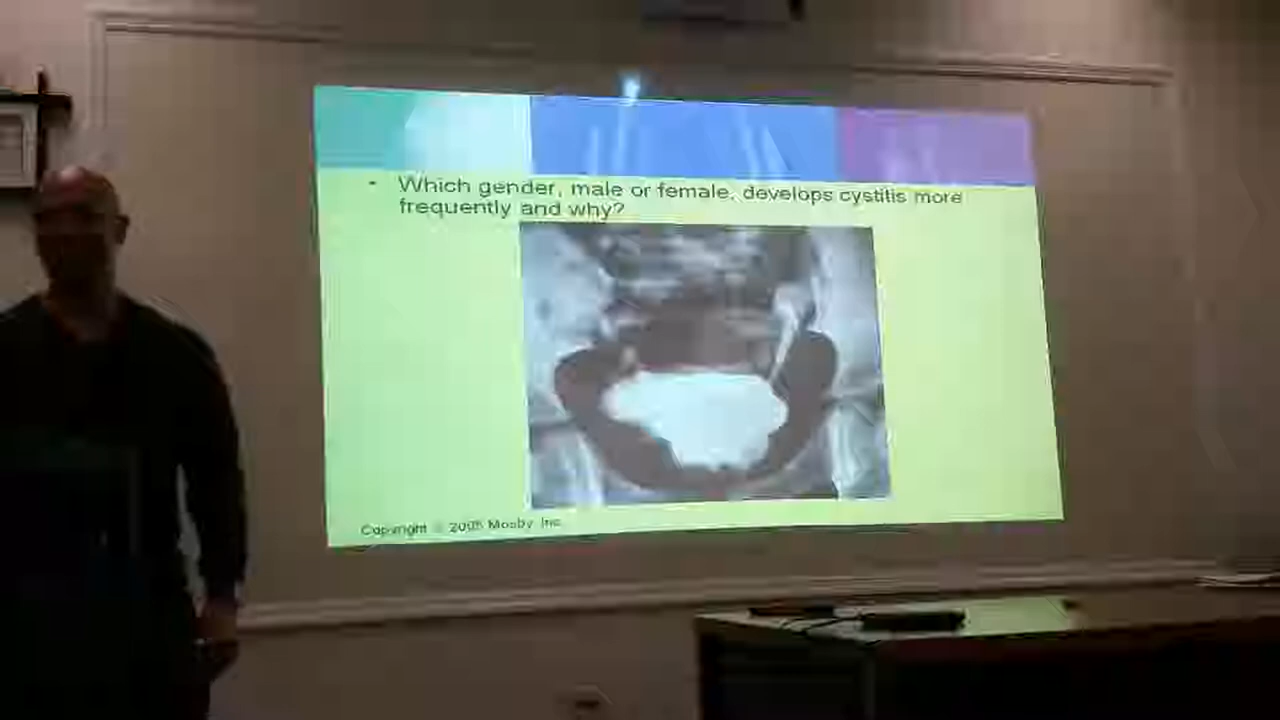 - Which gender, male or female, develops cystitis more
frequently and why?
Copyright © 2005 Mosby Inc.